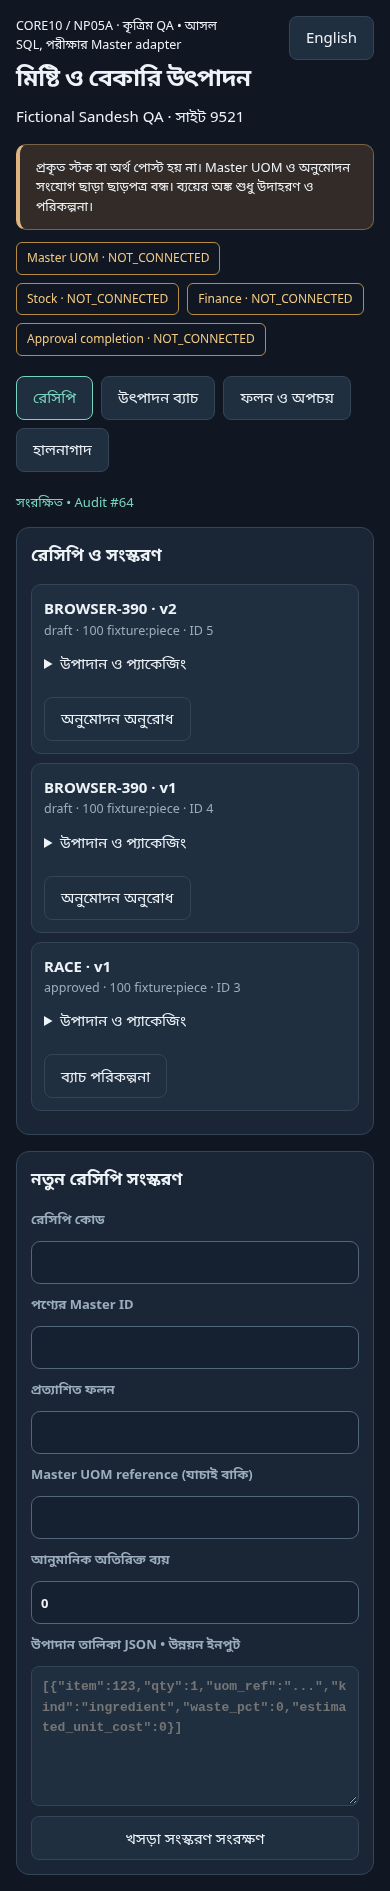 CORE10 / NP05A · কৃত্রিম QA • আসল
SQL, পরীক্ষার Master adapter
English
মিষ্টি ও বেকারি উৎপাদন
Fictional Sandesh QA · সাইট 9521
প্রকৃত স্টক বা অর্থ পোস্ট হয় না। Master UOM ও অনুমোদন
সংযোগ ছাড়া ছাড়পত্র বন্ধ। ব্যয়ের অঙ্ক শুধু উদাহরণ ও
পরিকল্পনা।
Master UOM · NOT_CONNECTED
Stock · NOT_CONNECTED
Finance · NOT_CONNECTED
Approval completion · NOT_CONNECTED
রেসিপি
উৎপাদন ব্যাচ
ফলন ও অপচয়
হালনাগাদ
সংরক্ষিত • Audit #64
রেসিপি ও সংস্করণ
BROWSER-390 · v2
draft · 100 fixture:piece · ID 5
উপাদান ও প্যাকেজিং
অনুমোদন অনুরোধ
BROWSER-390 · v1
draft · 100 fixture:piece · ID 4
উপাদান ও প্যাকেজিং
অনুমোদন অনুরোধ
RACE · v1
approved · 100 fixture:piece · ID 3
উপাদান ও প্যাকেজিং
ব্যাচ পরিকল্পনা
নতুন রেসিপি সংস্করণ
রেসিপি কোড
পণ্যের Master ID
প্রত্যাশিত ফলন
Master UOM reference (যাচাই বাকি)
আনুমানিক অতিরিক্ত ব্যয়
0
উপাদান তালিকা JSON • উন্নয়ন ইনপুট
[{"item":123,"qty":1,"uom_ref":"...","k
ind":"ingredient","waste_pct":0,"estima
ted_unit_cost":0}]
খসড়া সংস্করণ সংরক্ষণ